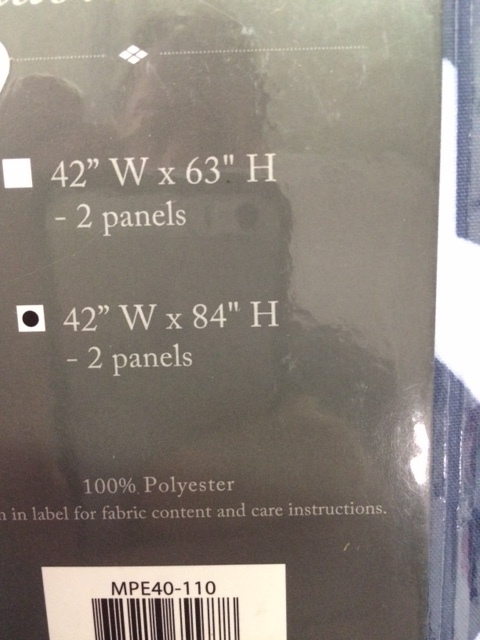 42” W x 63" H
- 2 panels
42” W x 84" H
- 2 panels
100% Polyester
in label for fabric content and care instructions.
MPE40-110